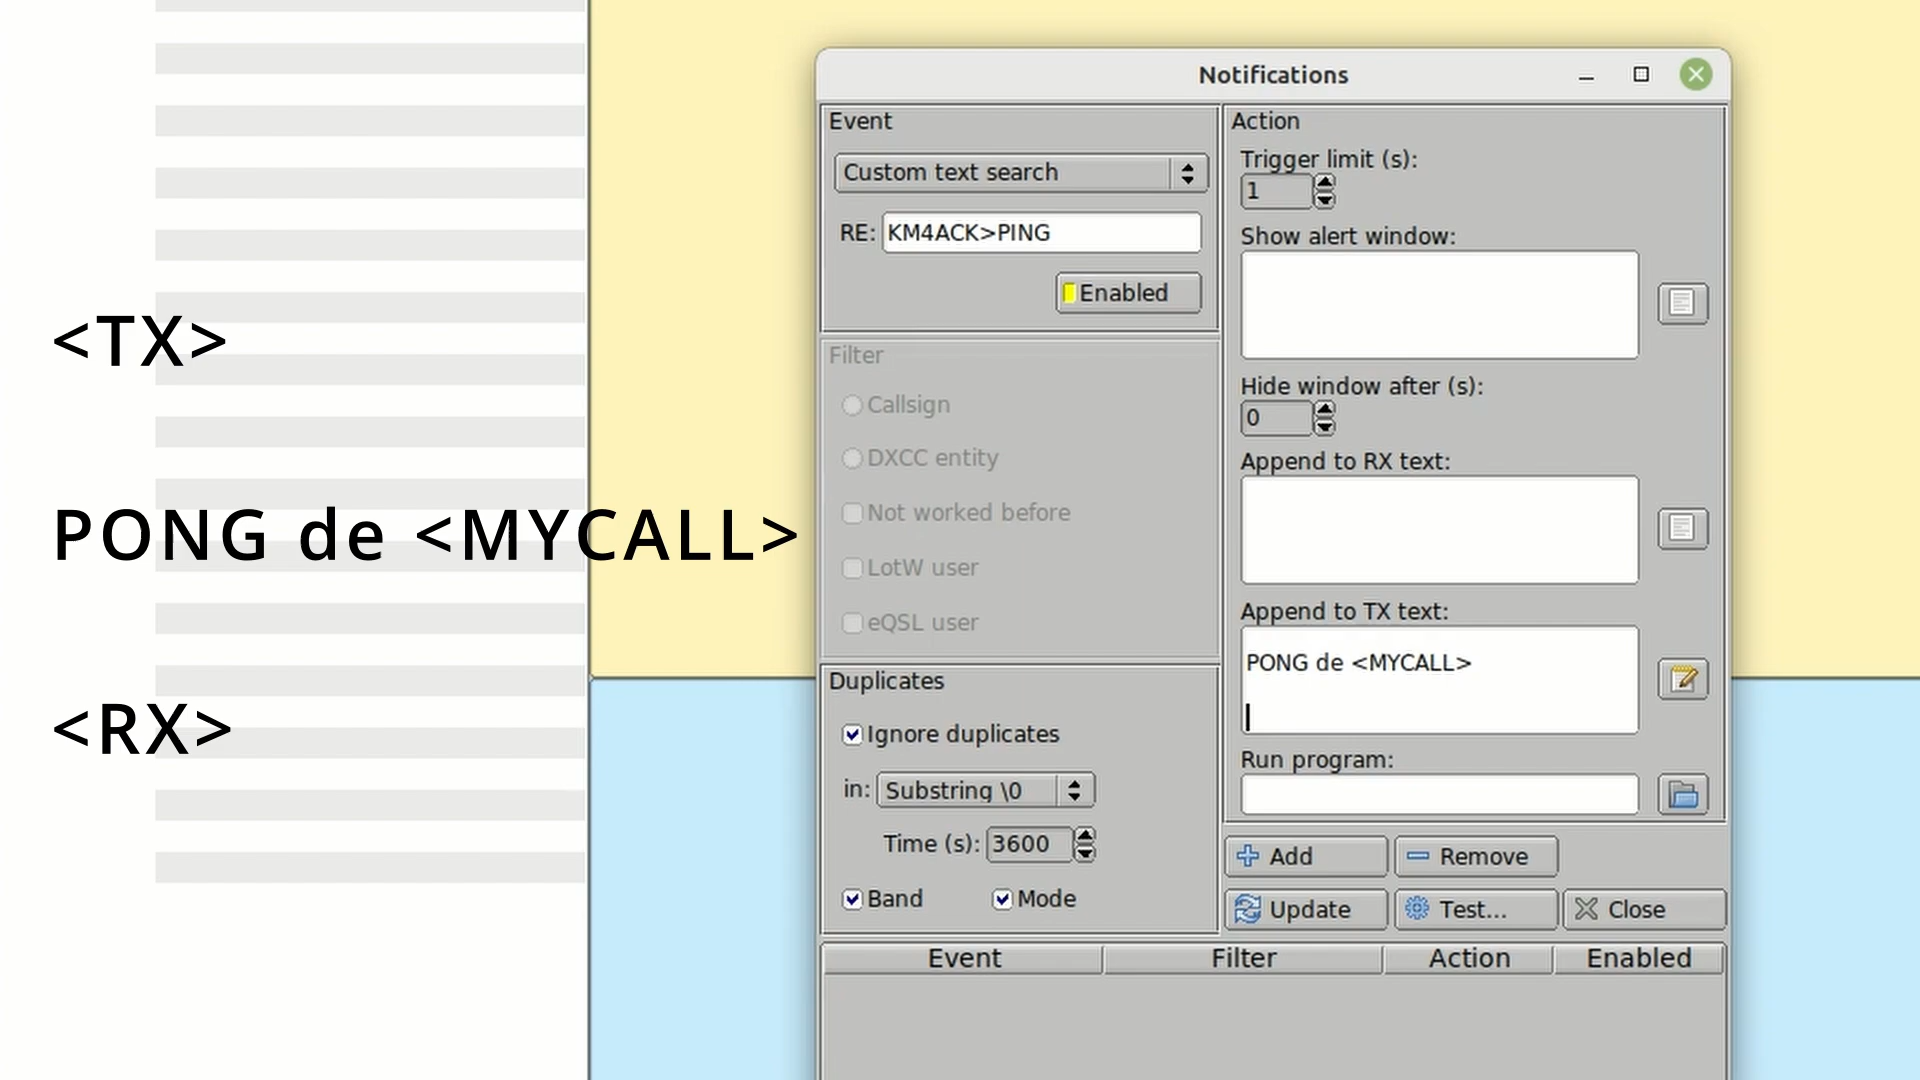 <TX>
PONG de <MYCALL>
<RX>
Notifications
Event
Custom text search
RE: KM4ACK>PING
Enabled
Filter
Callsign
DXCC entity
Not worked before
LotW user
eQSL user
Duplicates
Ignore duplicates
in: Substring \0
Time (s): 3600
Band Mode
Action
Trigger limit (s):
1
Show alert window:
Hide window after (s):
0
Append to RX text:
Append to TX text:
PONG de <MYCALL>
Run program:
Add Remove
Update Test... Close
Event Filter Action Enabled